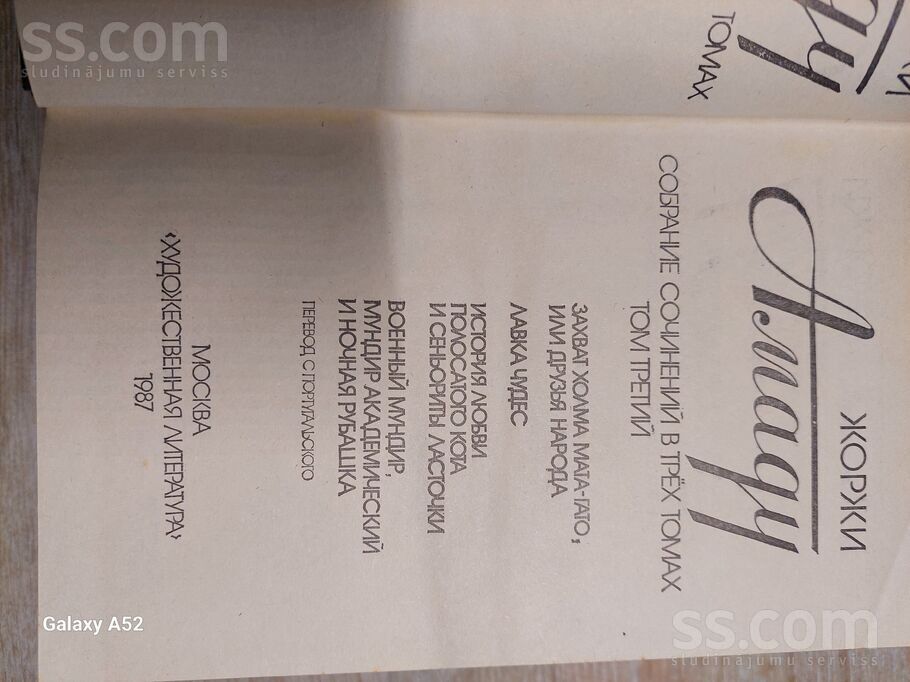 ЖОРЖИ
Амаду
СОБРАНИЕ СОЧИНЕНИЙ В ТРЁХ ТОМАХ
ТОМ ТРЕТИЙ
ЗАХВАТ ХОЛМА МАТА-ГАТО,
ИЛИ ДРУЗЬЯ НАРОДА
ЛАВКА ЧУДЕС
ИСТОРИЯ ЛЮБВИ
ПОЛОСАТОГО КОТА
И СЕНЬОРИТЫ ЛАСТОЧКИ
ВОЕННЫЙ МУНДИР,
МУНДИР АКАДЕМИЧЕСКИЙ
И НОЧНАЯ РУБАШКА
ПЕРЕВОД С ПОРТУГАЛЬСКОГО
МОСКВА
«ХУДОЖЕСТВЕННАЯ ЛИТЕРАТУРА»
1987
ТОМАХ
ss.com
sludinājumu serviss
Galaxy A52
ss.com
sludinājumu serviss